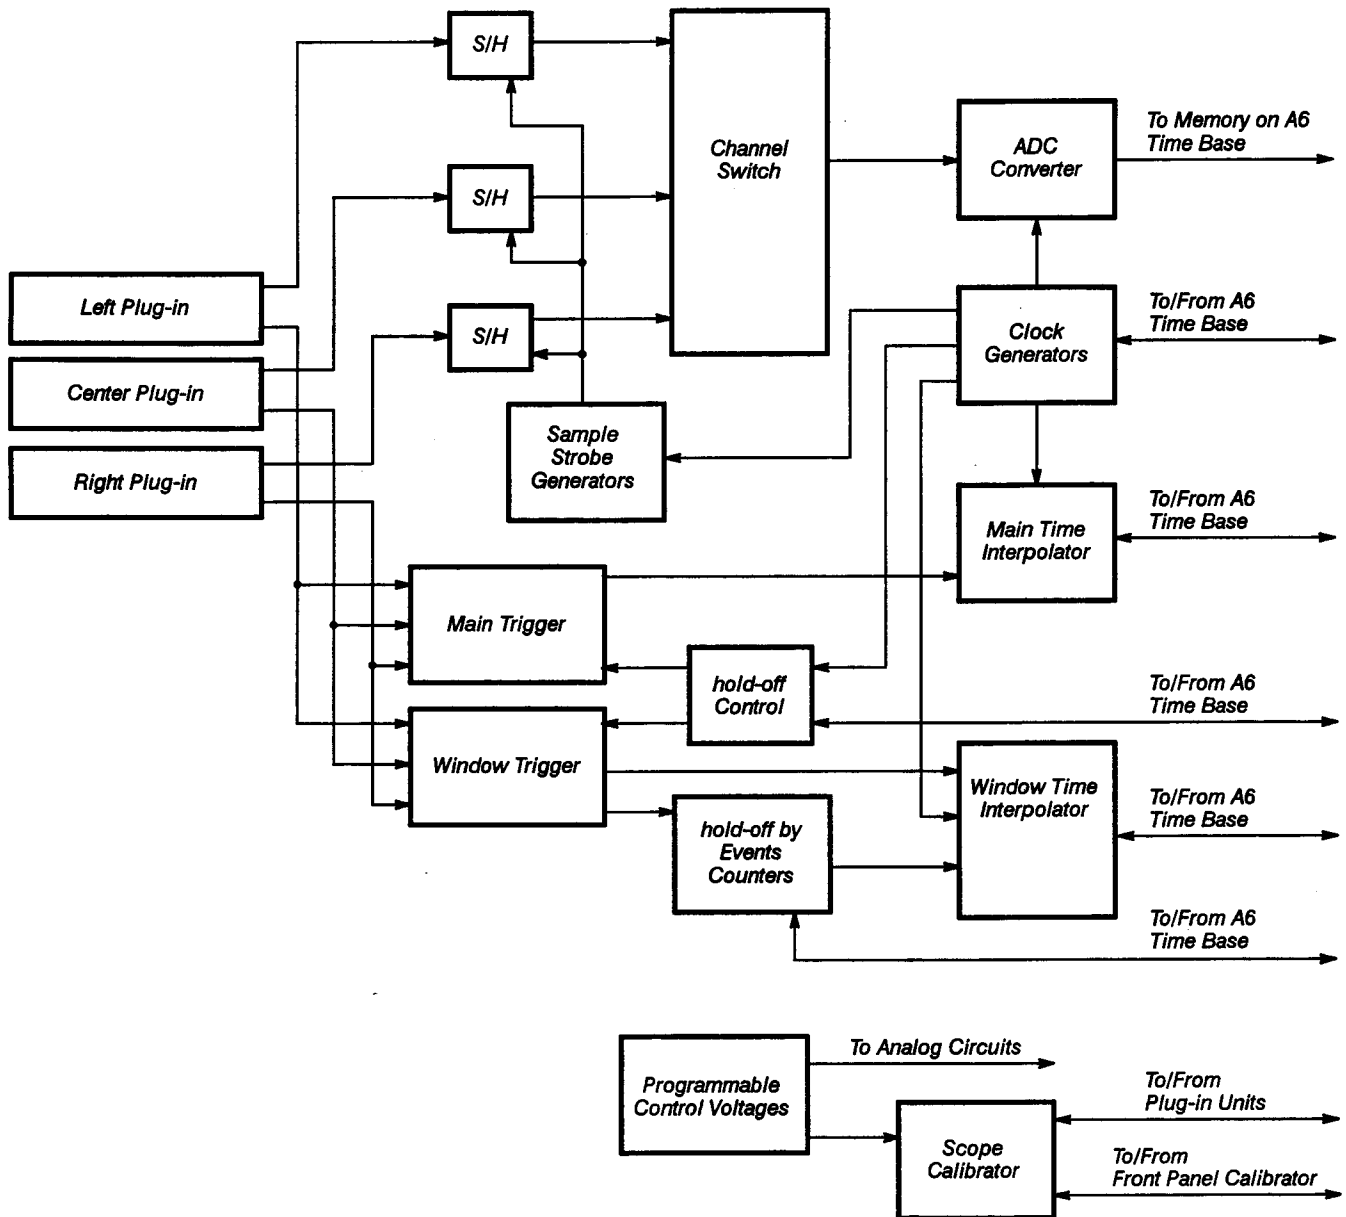 S/H
Channel
Switch
ADC
Converter
To Memory on A6
Time Base
S/H
Left Plug-in
S/H
Clock
Generators
To/From A6
Time Base
Center Plug-in
Right Plug-in
Sample
Strobe
Generators
Main Time
Interpolator
To/From A6
Time Base
Main Trigger
hold-off
Control
To/From A6
Time Base
Window Trigger
Window Time
Interpolator
To/From A6
Time Base
hold-off by
Events
Counters
To/From A6
Time Base
Programmable
Control Voltages
To Analog Circuits
Scope
Calibrator
To/From
Plug-in Units
To/From
Front Panel Calibrator